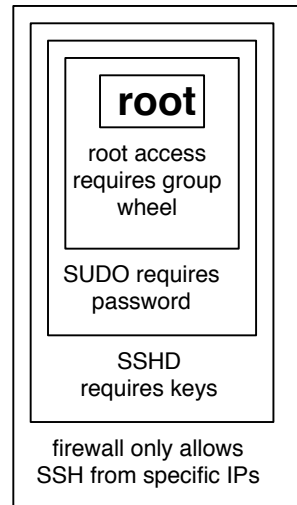 root
root access
requires group
wheel
SUDO requires
password
SSHD
requires keys
firewall only allows
SSH from specific IPs